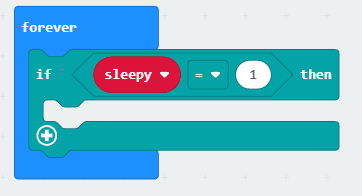 forever
if sleepy = 1 then